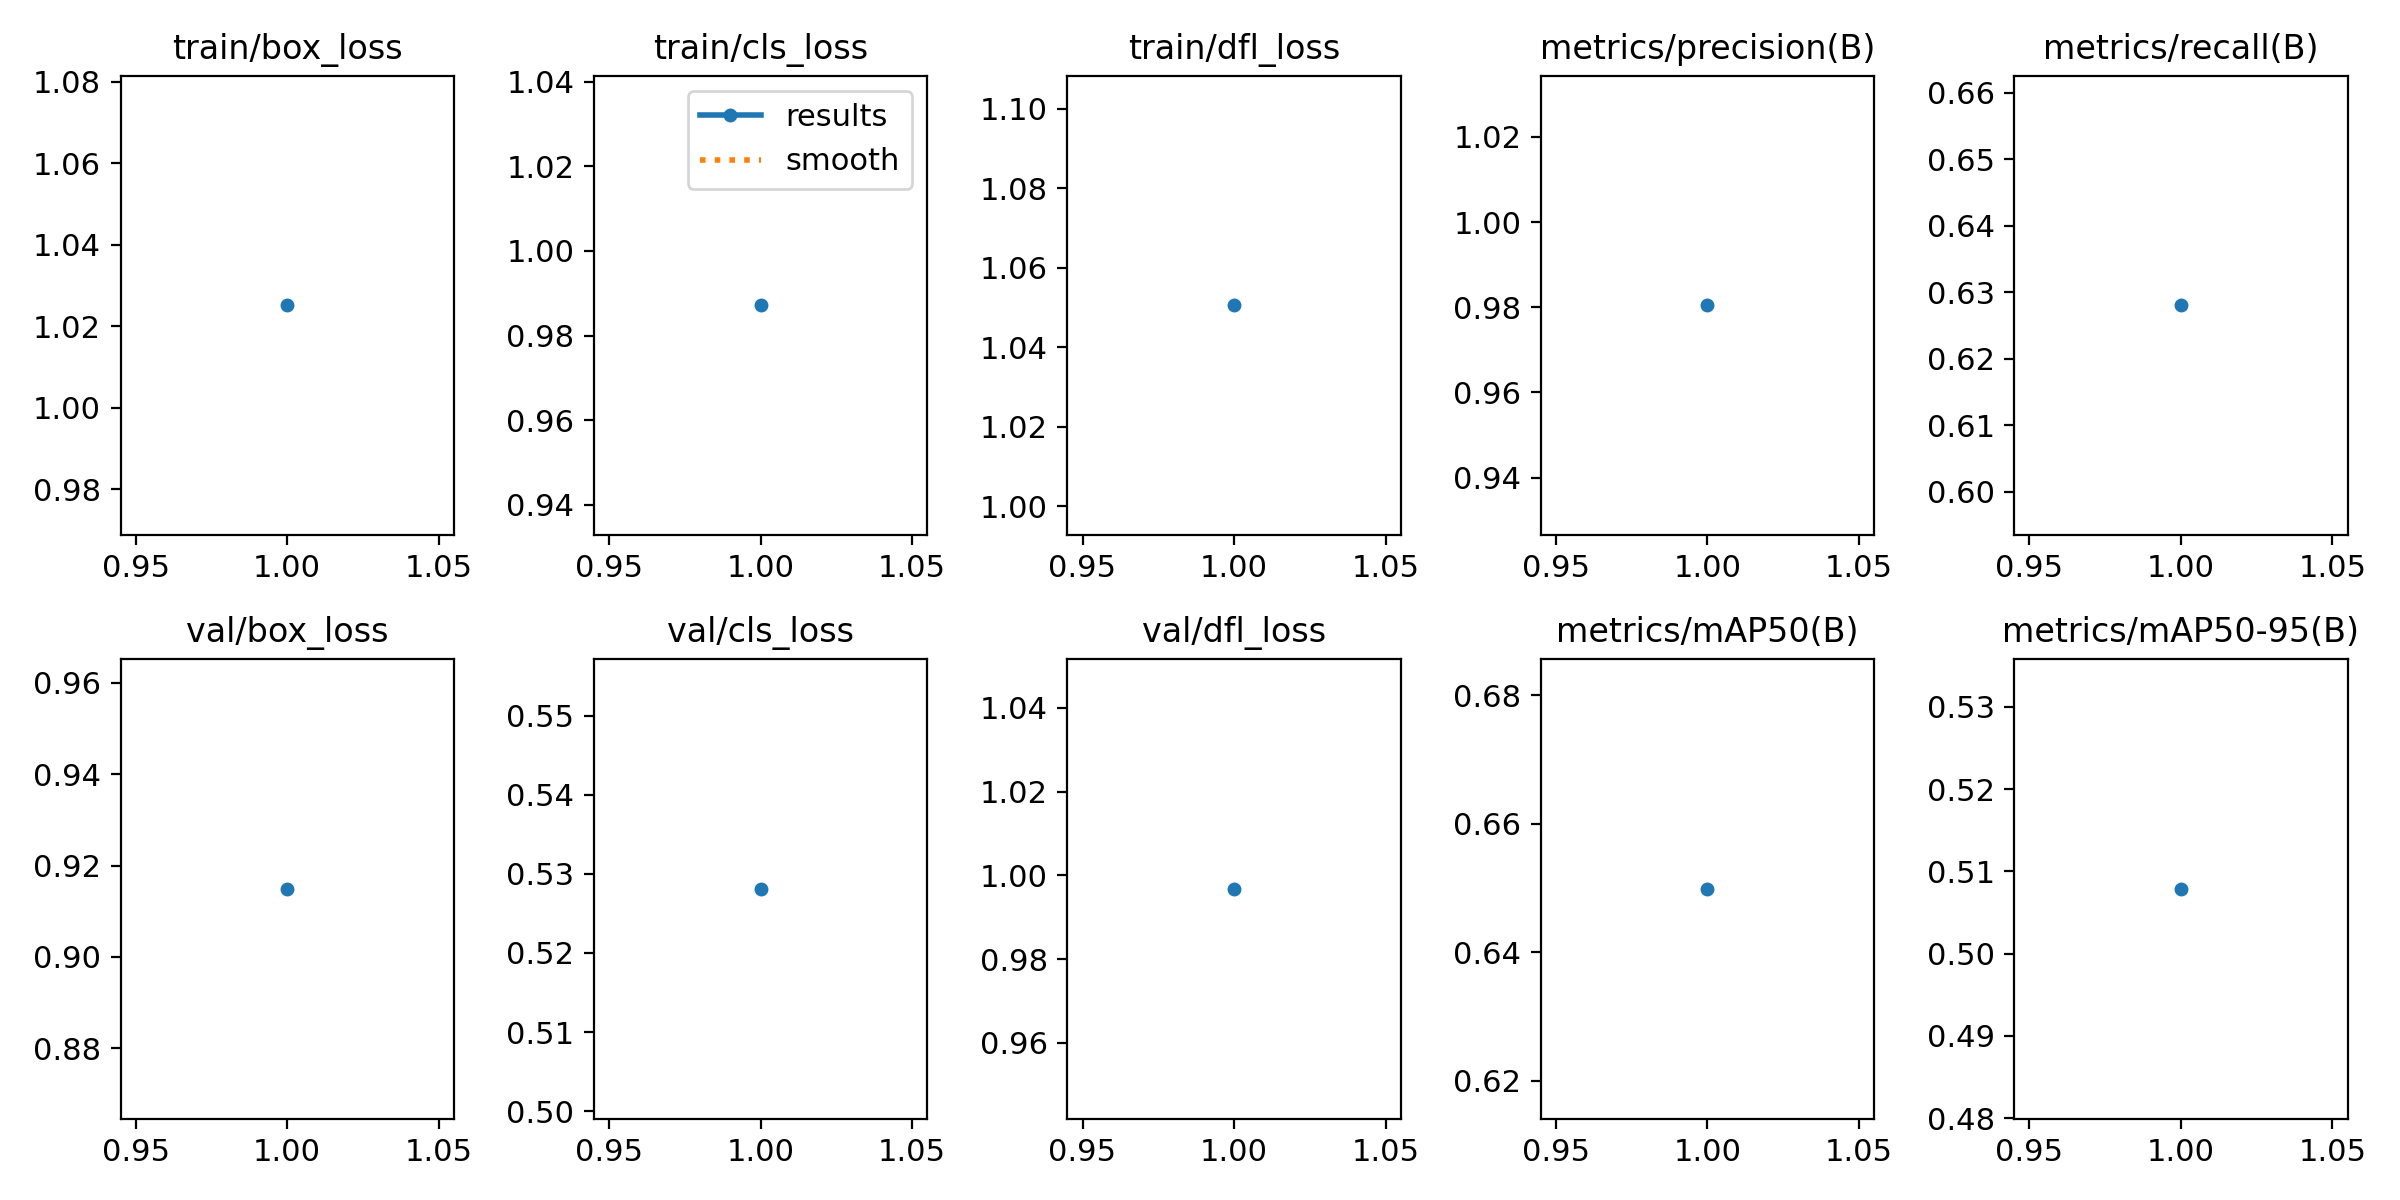 train/box_loss
1.08
1.06
1.04
1.02
1.00
0.98
0.95 1.00 1.05
train/cls_loss
results
smooth
1.04
1.02
1.00
0.98
0.96
0.94
0.95 1.00 1.05
train/dfl_loss
1.10
1.08
1.06
1.04
1.02
1.00
0.95 1.00 1.05
metrics/precision(B)
1.02
1.00
0.98
0.96
0.94
0.95 1.00 1.05
metrics/recall(B)
0.66
0.65
0.64
0.63
0.62
0.61
0.60
0.95 1.00 1.05
val/box_loss
0.96
0.94
0.92
0.90
0.88
0.95 1.00 1.05
val/cls_loss
0.55
0.54
0.53
0.52
0.51
0.50
0.95 1.00 1.05
val/dfl_loss
1.04
1.02
1.00
0.98
0.96
0.95 1.00 1.05
metrics/mAP50(B)
0.68
0.66
0.64
0.62
0.95 1.00 1.05
metrics/mAP50-95(B)
0.53
0.52
0.51
0.50
0.49
0.48
0.95 1.00 1.05